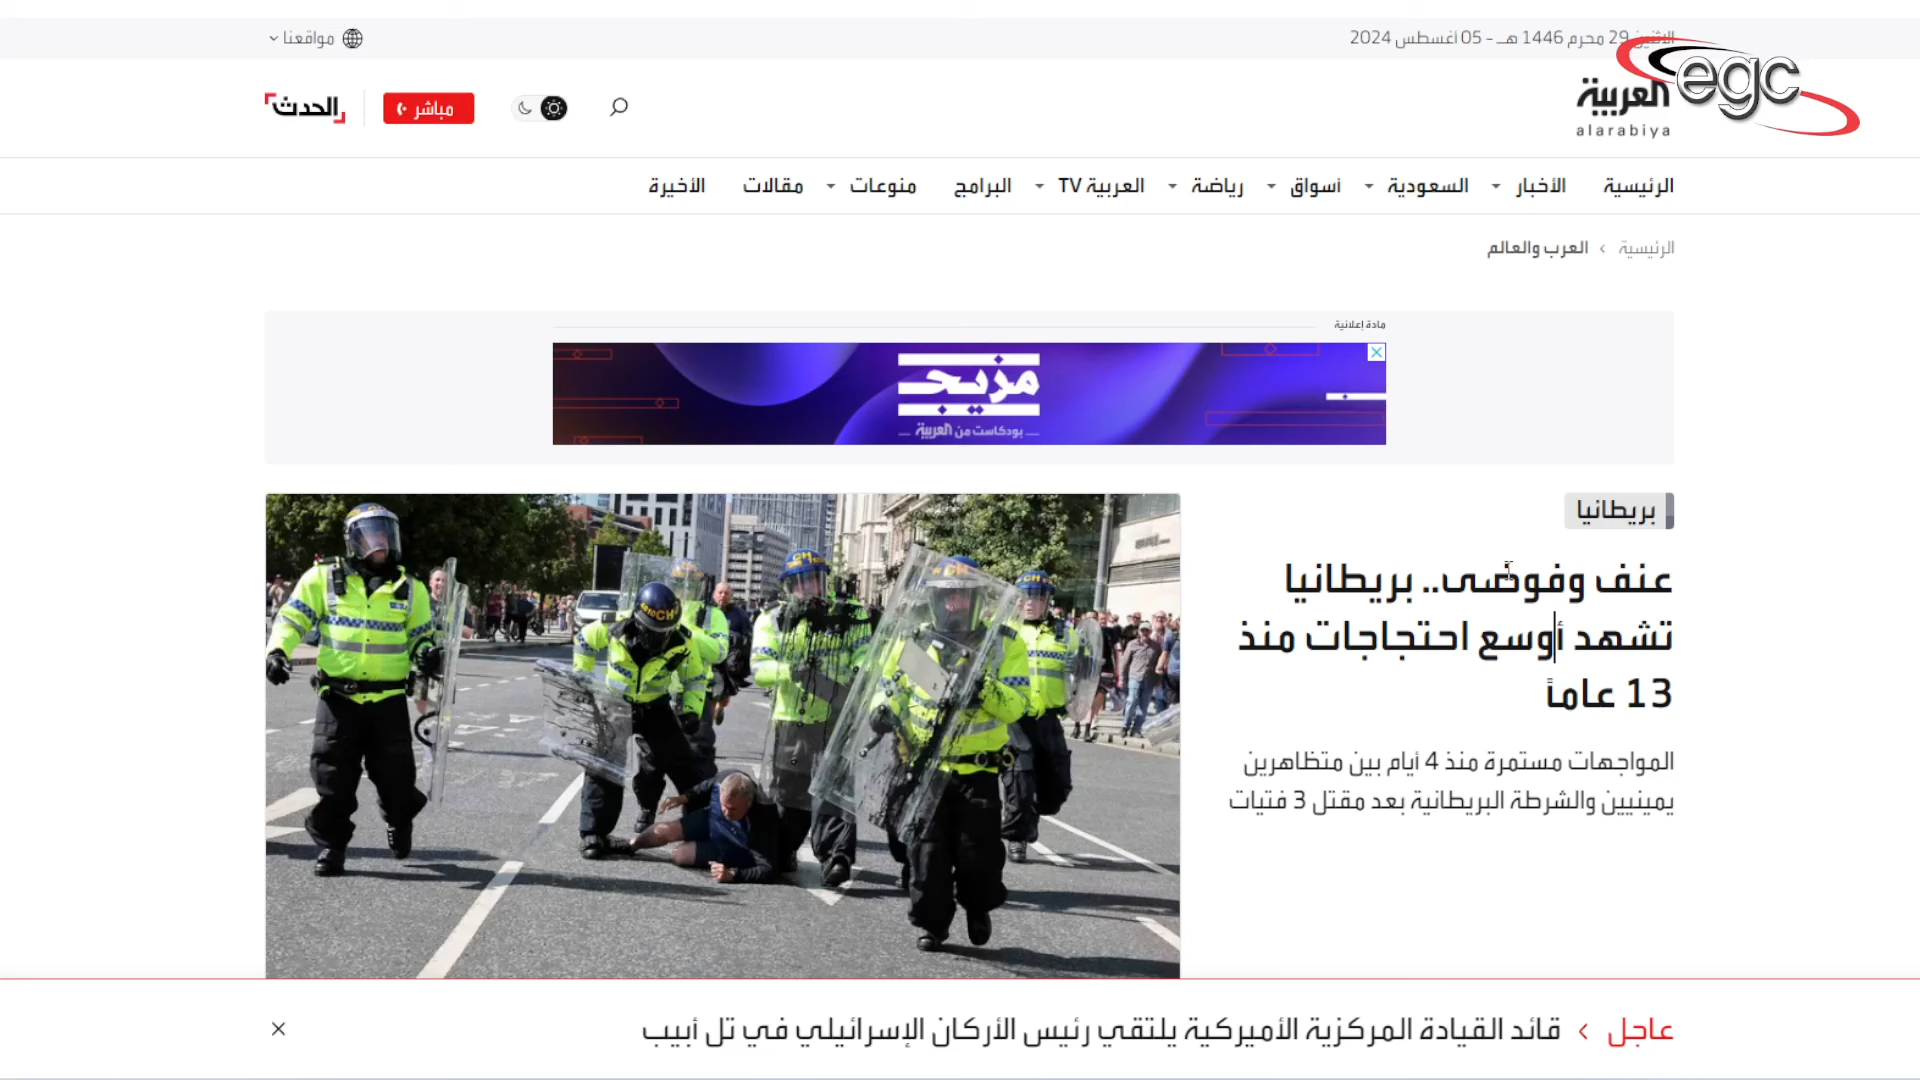 الاثنين 29 محرم 1446 هـ - 05 أغسطس 2024
مواقعنا
egc
العربية
alarabiya
مباشر
الحدث
الرئيسية
الأخبار
السعودية
أسواق
رياضة
العربية TV
البرامج
منوعات
مقالات
الأخيرة
الرئيسية › العرب والعالم
مادة إعلانية
مزيج
بودكاست من العربية
بريطانيا
عنف وفوضى.. بريطانيا
تشهد أوسع احتجاجات منذ
13 عاماً
المواجهات مستمرة منذ 4 أيام بين متظاهرين
يمينيين والشرطة البريطانية بعد مقتل 3 فتيات
عاجل › قائد القيادة المركزية الأميركية يلتقي رئيس الأركان الإسرائيلي في تل أبيب